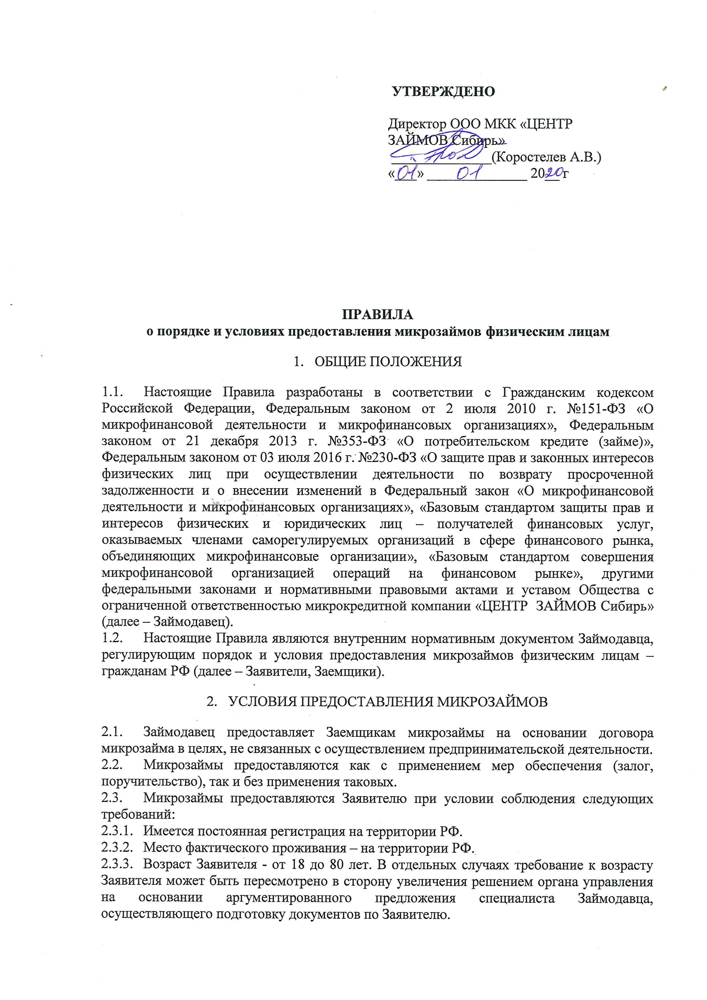 УТВЕРЖДЕНО
Директор ООО МКК «ЦЕНТР
ЗАЙМОВ Сибирь»
_______________(Коростелев А.В.)
«01» 01 2020 г
ПРАВИЛА
о порядке и условиях предоставления микрозаймов физическим лицам
1. ОБЩИЕ ПОЛОЖЕНИЯ
1.1. Настоящие Правила разработаны в соответствии с Гражданским кодексом
Российской Федерации, Федеральным законом от 2 июля 2010 г. №151-ФЗ «О
микрофинансовой деятельности и микрофинансовых организациях», Федеральным
законом от 21 декабря 2013 г. №353-ФЗ «О потребительском кредите (займе)»,
Федеральным законом от 03 июля 2016 г. №230-ФЗ «О защите прав и законных интересов
физических лиц при осуществлении деятельности по возврату просроченной
задолженности и о внесении изменений в Федеральный закон «О микрофинансовой
деятельности и микрофинансовых организациях», «Базовым стандартом защиты прав и
интересов физических и юридических лиц – получателей финансовых услуг,
оказываемых членами саморегулируемых организаций в сфере финансового рынка,
объединяющих микрофинансовые организации», «Базовым стандартом совершения
микрофинансовой организацией операций на финансовом рынке», другими
федеральными законами и нормативными правовыми актами и уставом Общества с
ограниченной ответственностью микрокредитной компании «ЦЕНТР ЗАЙМОВ Сибирь»
(далее – Займодавец).
1.2. Настоящие Правила являются внутренним нормативным документом Займодавца,
регулирующим порядок и условия предоставления микрозаймов физическим лицам –
гражданам РФ (далее – Заявители, Заемщики).
2. УСЛОВИЯ ПРЕДОСТАВЛЕНИЯ МИКРОЗАЙМОВ
2.1. Займодавец предоставляет Заемщикам микрозаймы на основании договора
микрозайма в целях, не связанных с осуществлением предпринимательской деятельности.
2.2. Микрозаймы предоставляются как с применением мер обеспечения (залог,
поручительство), так и без применения таковых.
2.3. Микрозаймы предоставляются Заявителю при условии соблюдения следующих
требований:
2.3.1. Имеется постоянная регистрация на территории РФ.
2.3.2. Место фактического проживания – на территории РФ.
2.3.3. Возраст Заявителя - от 18 до 80 лет. В отдельных случаях требование к возрасту
Заявителя может быть пересмотрено в сторону увеличения решением органа управления
на основании аргументированного предложения специалиста Займодавца,
осуществляющего подготовку документов по Заявителю.